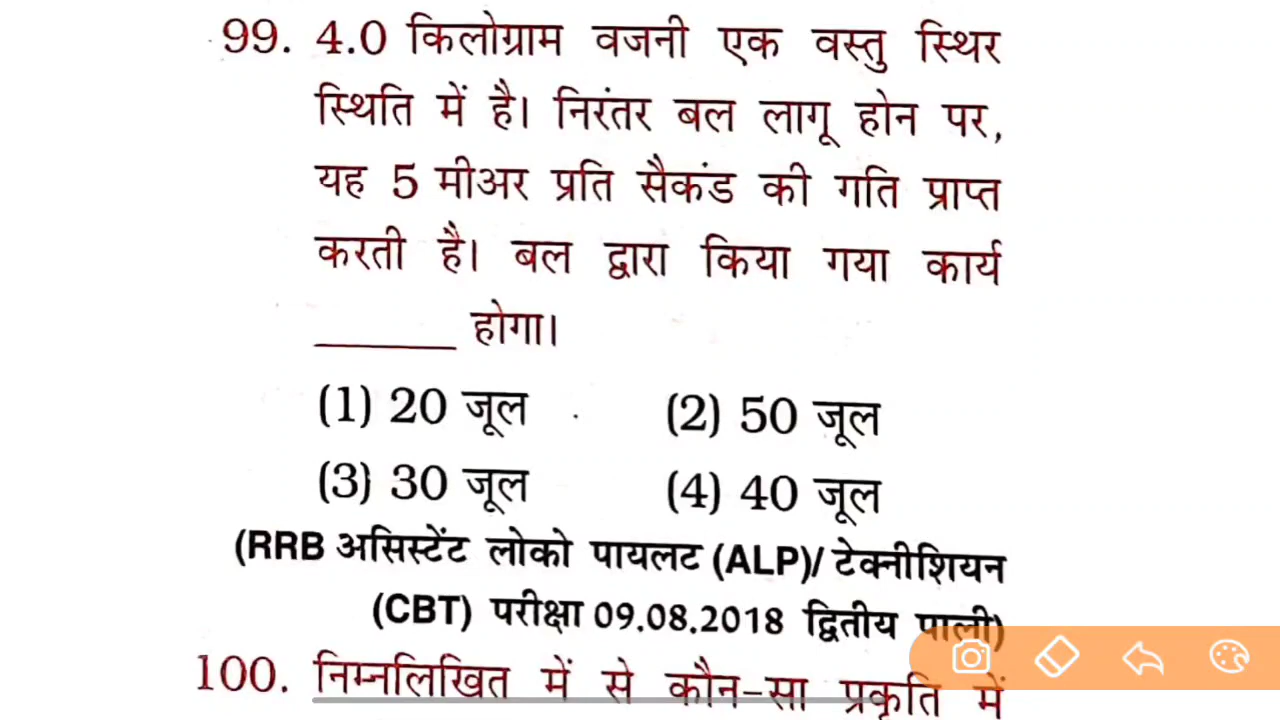 99. 4.0 किलोग्राम वजनी एक वस्तु स्थिर
स्थिति में है। निरंतर बल लागू होन पर,
यह 5 मीअर प्रति सैकंड की गति प्राप्त
करती है। बल द्वारा किया गया कार्य
______ होगा।
(1) 20 जूल (2) 50 जूल
(3) 30 जूल (4) 40 जूल
(RRB असिस्टेंट लोको पायलट (ALP)/ टेक्नीशियन
(CBT) परीक्षा 09.08.2018 द्वितीय पाली)
100. निम्नलिखित में से कौन-सा प्रकृति में